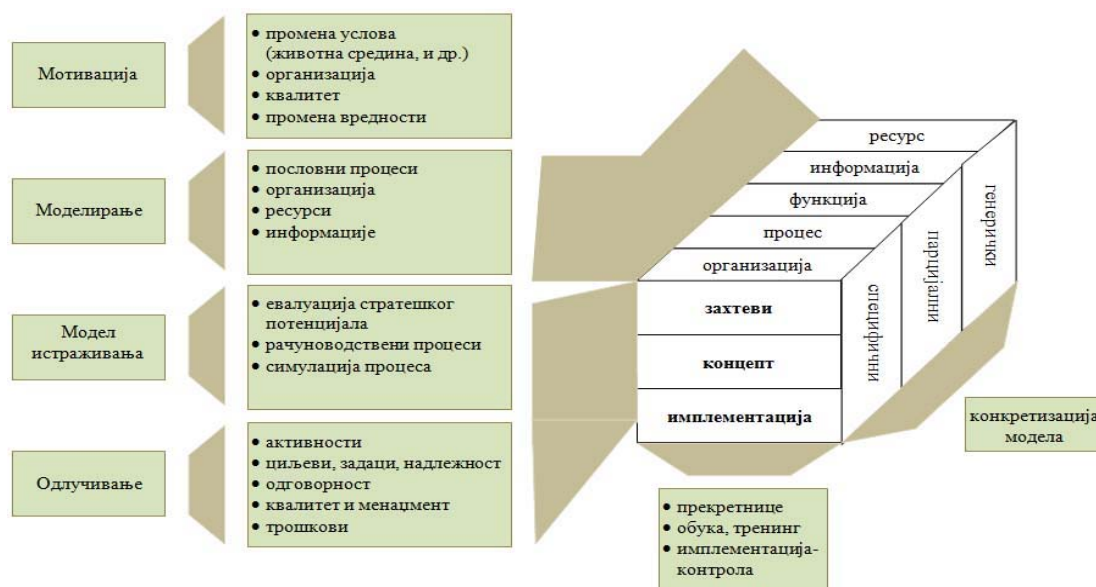 Мотивација
• промена услова
(животна средина, и др.)
• организација
• квалитет
• промена вредности
Моделирање
• пословни процеси
• организација
• ресурси
• информације
Модел
истраживања
• евалуација стратешког
потенцијала
• рачуноводствени процеси
• симулација процеса
Одлучивање
• активности
• циљеви, задаци, надлежност
• одговорност
• квалитет и менаџмент
• трошкови
ресурс
информација
функција
процес
организација
захтеви
концепт
имплементација
специфични
парцијални
генерички
конкретизација
модела
• прекретнице
• обука, тренинг
• имплементација-
контрола